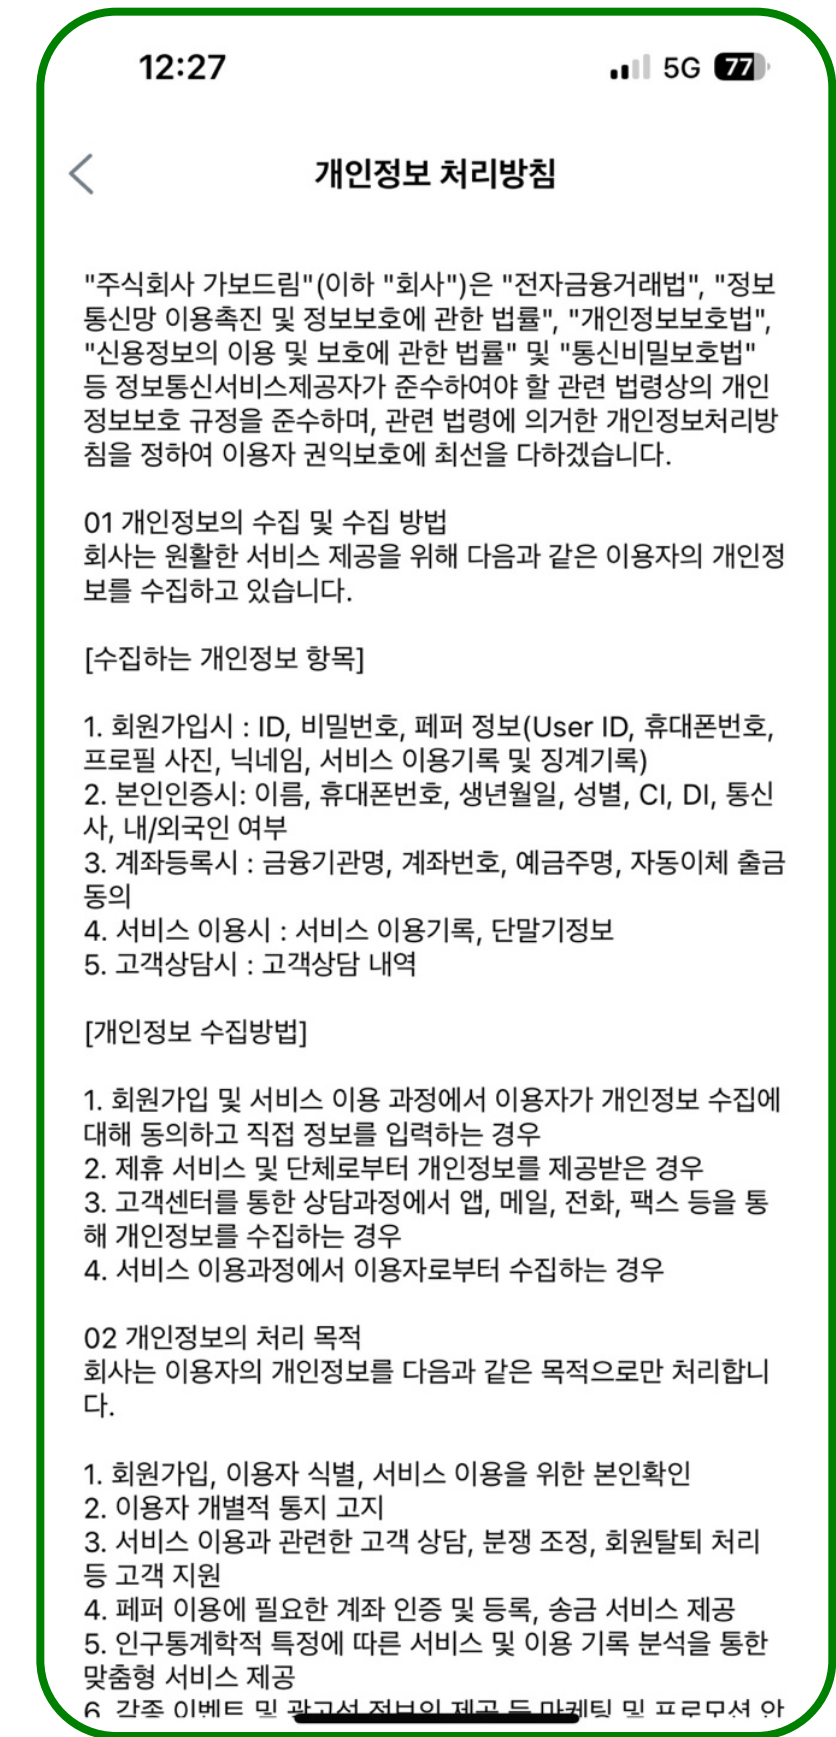 12:27
5G 77
개인정보 처리방침
"주식회사 가보드림"(이하 "회사")은 "전자금융거래법", "정보
통신망 이용촉진 및 정보보호에 관한 법률", "개인정보보호법",
"신용정보의 이용 및 보호에 관한 법률" 및 "통신비밀보호법"
등 정보통신서비스제공자가 준수하여야 할 관련 법령상의 개인
정보보호 규정을 준수하며, 관련 법령에 의거한 개인정보처리방
침을 정하여 이용자 권익보호에 최선을 다하겠습니다.
01 개인정보의 수집 및 수집 방법
회사는 원활한 서비스 제공을 위해 다음과 같은 이용자의 개인정
보를 수집하고 있습니다.
[수집하는 개인정보 항목]
1. 회원가입시 : ID, 비밀번호, 페퍼 정보(User ID, 휴대폰번호,
프로필 사진, 닉네임, 서비스 이용기록 및 징계기록)
2. 본인인증시: 이름, 휴대폰번호, 생년월일, 성별, CI, DI, 통신
사, 내/외국인 여부
3. 계좌등록시 : 금융기관명, 계좌번호, 예금주명, 자동이체 출금
동의
4. 서비스 이용시 : 서비스 이용기록, 단말기정보
5. 고객상담시 : 고객상담 내역
[개인정보 수집방법]
1. 회원가입 및 서비스 이용 과정에서 이용자가 개인정보 수집에
대해 동의하고 직접 정보를 입력하는 경우
2. 제휴 서비스 및 단체로부터 개인정보를 제공받은 경우
3. 고객센터를 통한 상담과정에서 앱, 메일, 전화, 팩스 등을 통
해 개인정보를 수집하는 경우
4. 서비스 이용과정에서 이용자로부터 수집하는 경우
02 개인정보의 처리 목적
회사는 이용자의 개인정보를 다음과 같은 목적으로만 처리합니
다.
1. 회원가입, 이용자 식별, 서비스 이용을 위한 본인확인
2. 이용자 개별적 통지 고지
3. 서비스 이용과 관련한 고객 상담, 분쟁 조정, 회원탈퇴 처리
등 고객 지원
4. 페퍼 이용에 필요한 계좌 인증 및 등록, 송금 서비스 제공
5. 인구통계학적 특정에 따른 서비스 및 이용 기록 분석을 통한
맞춤형 서비스 제공
6. 각종 이벤트 및 광고성 정보의 제공 등 마케팅 및 프로모션 안